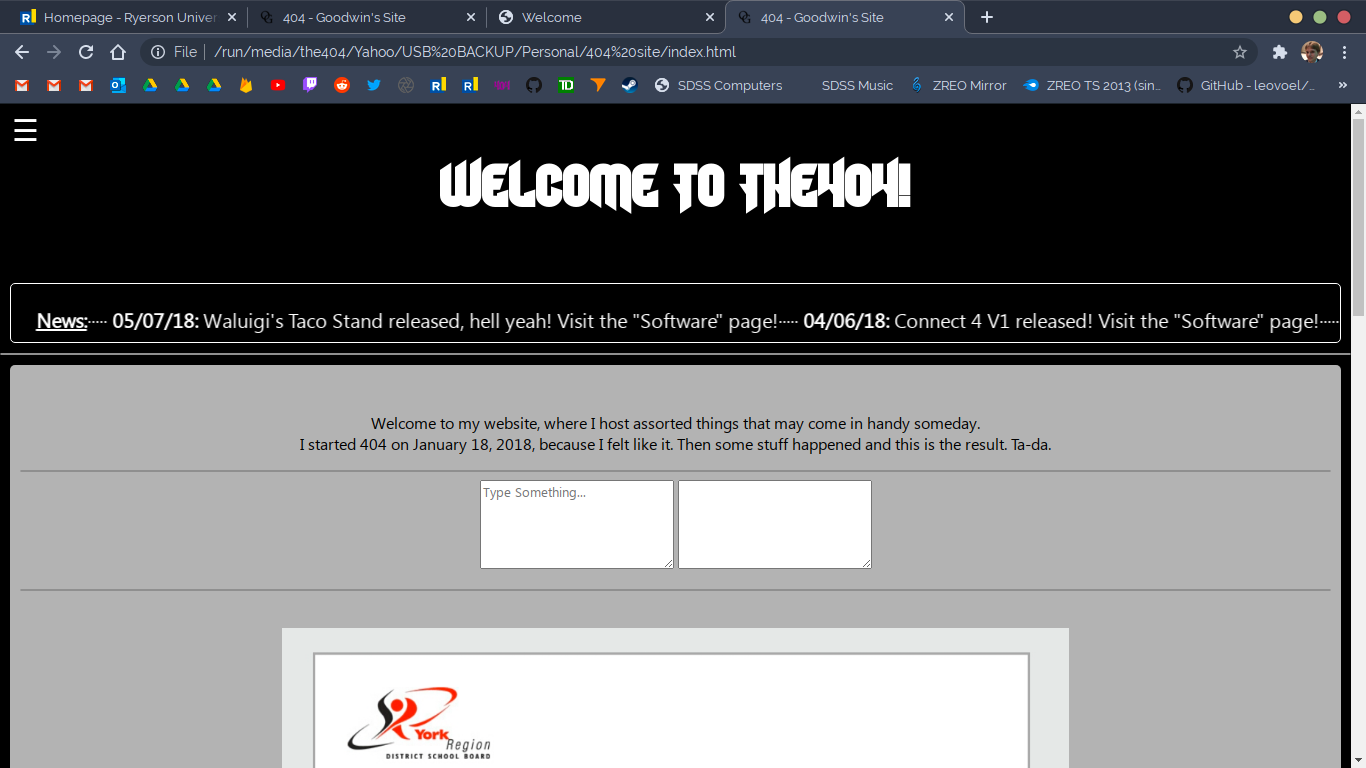 Homepage - Ryerson Univer
404 - Goodwin's Site
Welcome
404 - Goodwin's Site
File /run/media/the404/Yahoo/USB%20BACKUP/Personal/404%20site/index.html
SDSS Computers SDSS Music ZREO Mirror ZREO TS 2013 (sin... GitHub - leovoel/...
WELCOME TO THE404!
News:····· 05/07/18: Waluigi's Taco Stand released, hell yeah! Visit the "Software" page!····· 04/06/18: Connect 4 V1 released! Visit the "Software" page!·····
Welcome to my website, where I host assorted things that may come in handy someday.
I started 404 on January 18, 2018, because I felt like it. Then some stuff happened and this is the result. Ta-da.
Type Something...
York
Region
DISTRICT SCHOOL BOARD